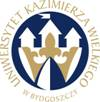 UNIWERSYTET KAZIMIERZA WIELKIEGO
W BYDGOSZCZY